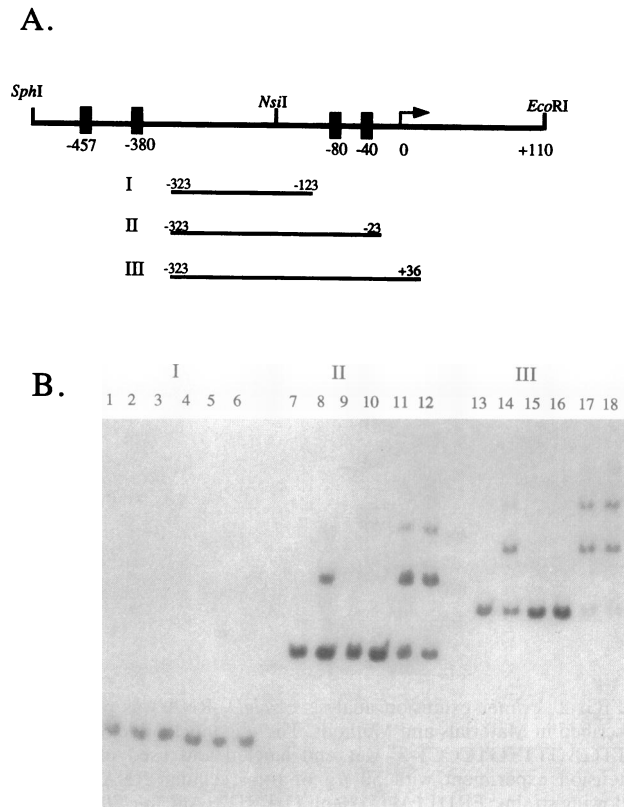 A.
SphI NsiI EcoRI
-457 -380 -80 -40 0 +110
I -323 -123
II -323 -23
III -323 +36
B.
I II III
1 2 3 4 5 6 7 8 9 10 11 12 13 14 15 16 17 18